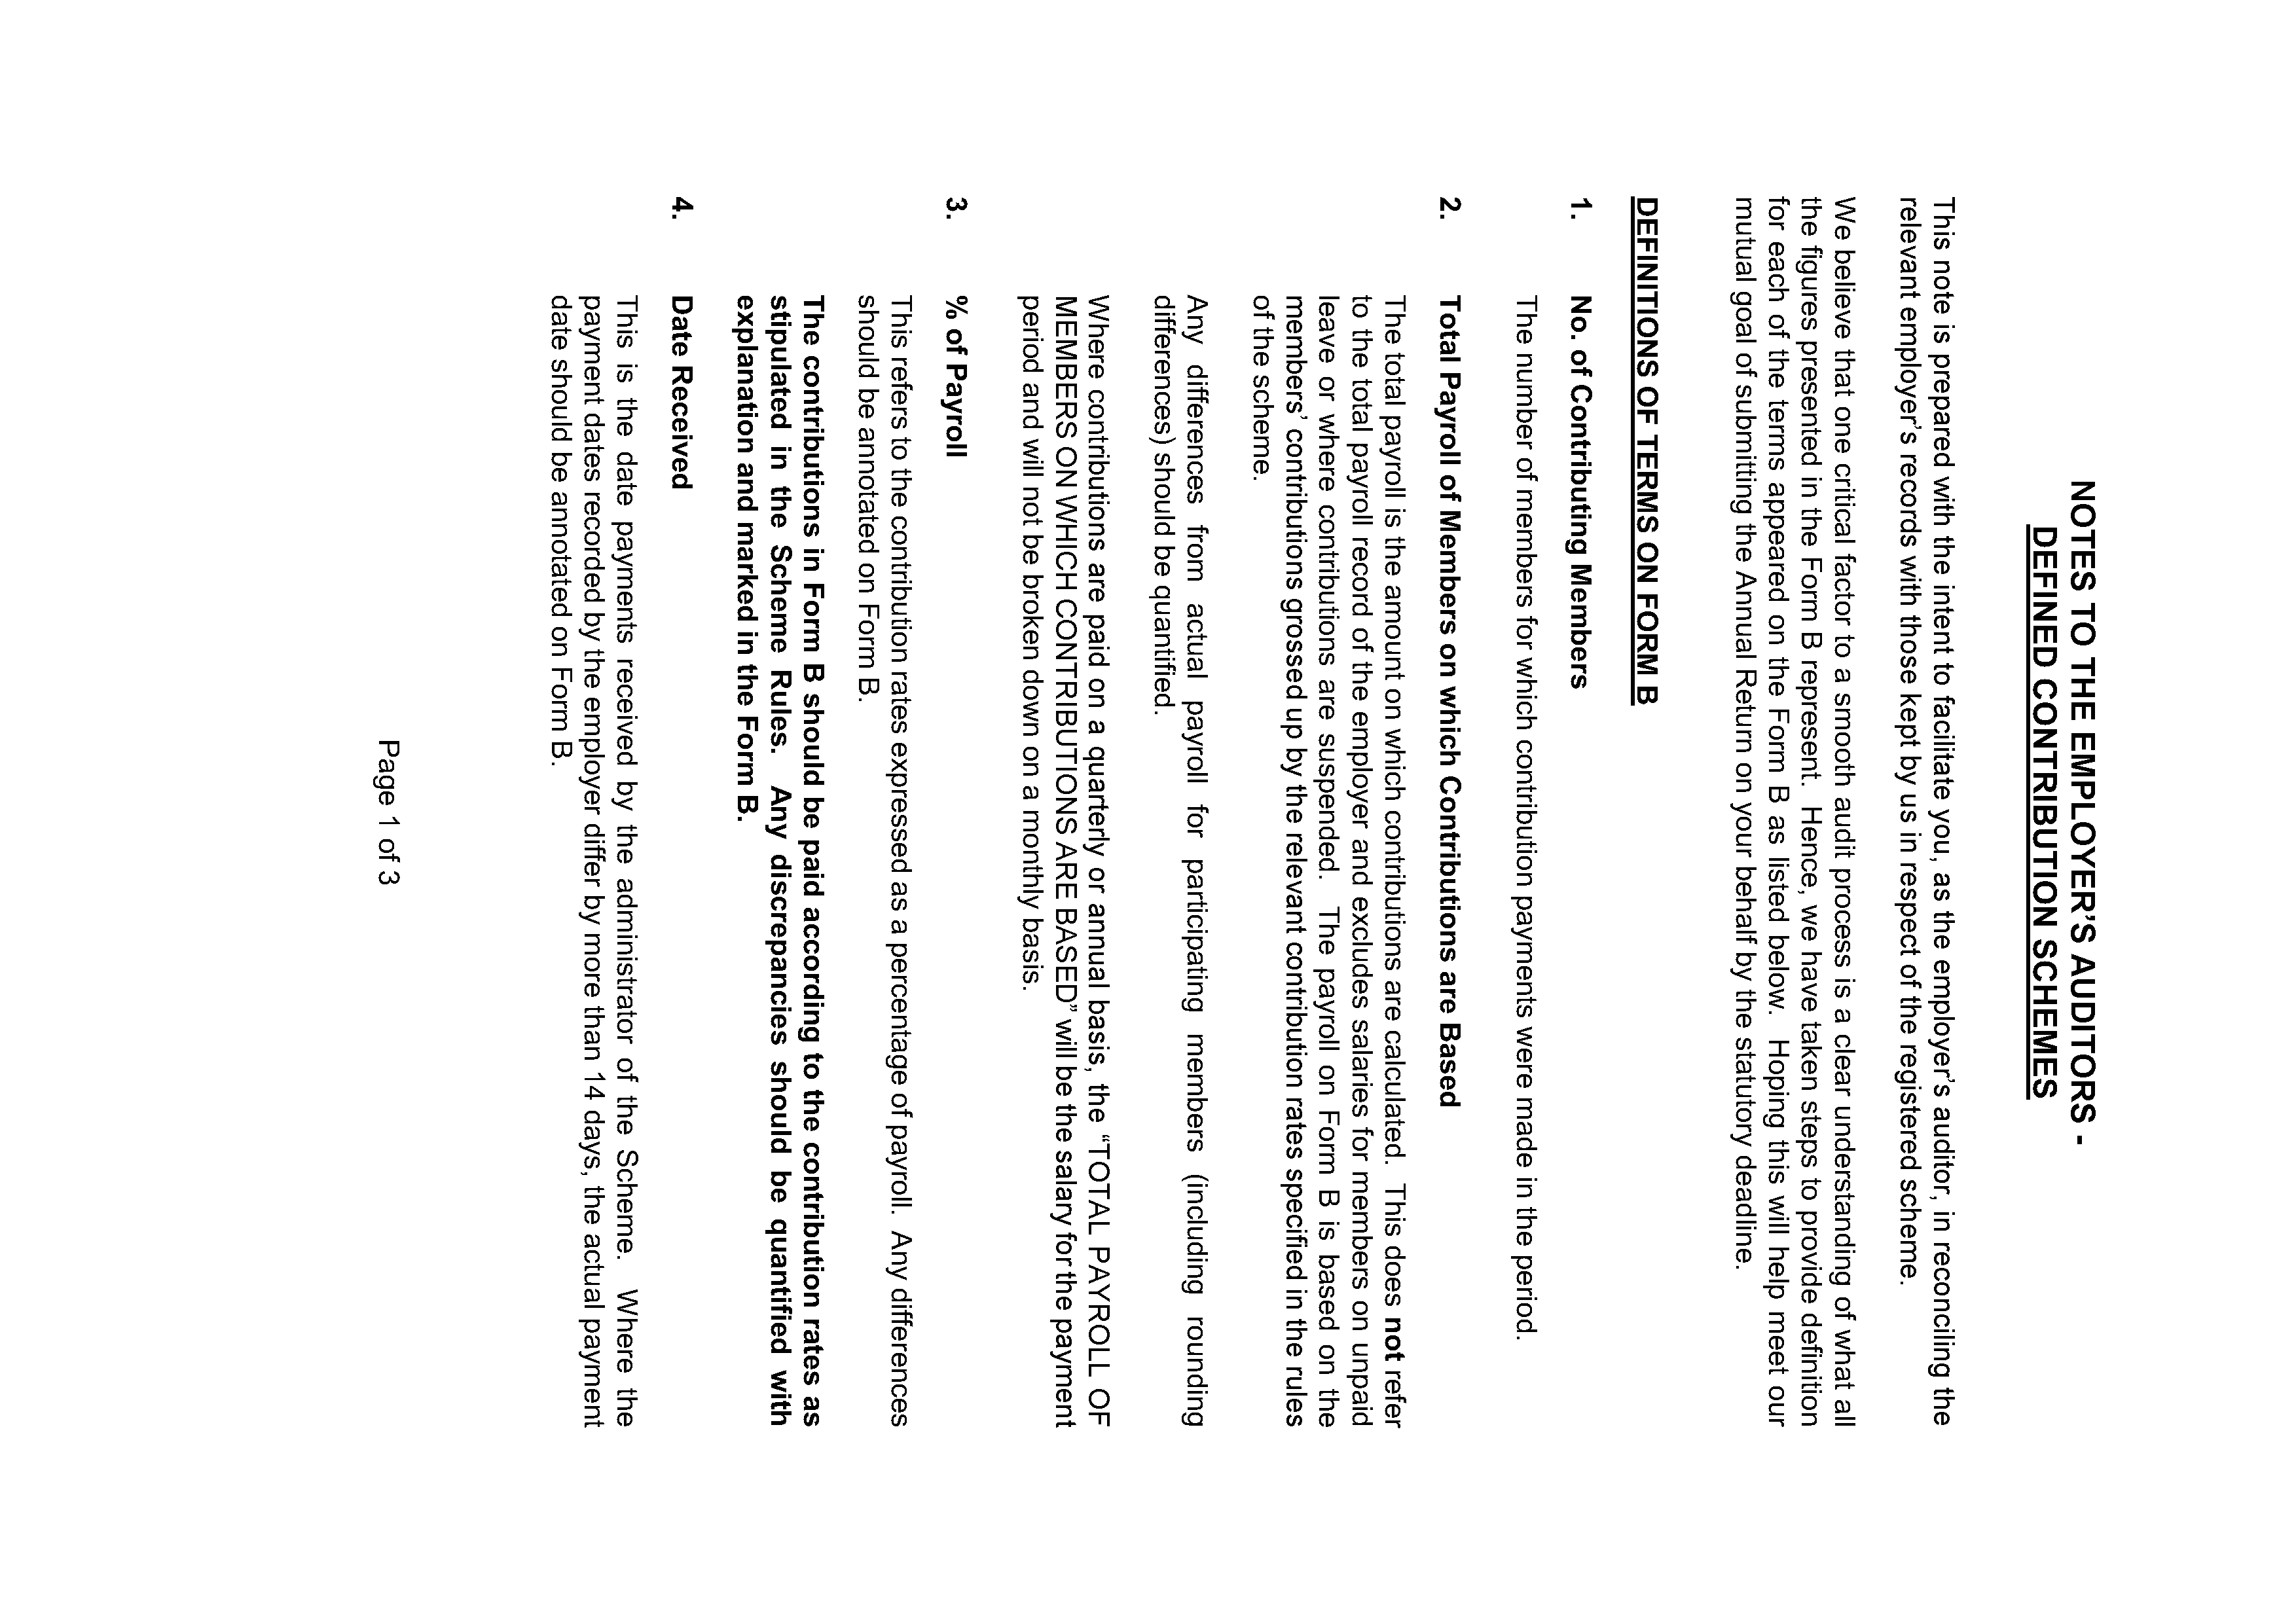 NOTES TO THE EMPLOYER’S AUDITORS -
DEFINED CONTRIBUTION SCHEMES
This note is prepared with the intent to facilitate you, as the employer’s auditor, in reconciling the
relevant employer’s records with those kept by us in respect of the registered scheme.
We believe that one critical factor to a smooth audit process is a clear understanding of what all
the figures presented in the Form B represent. Hence, we have taken steps to provide definition
for each of the terms appeared on the Form B as listed below. Hoping this will help meet our
mutual goal of submitting the Annual Return on your behalf by the statutory deadline.
DEFINITIONS OF TERMS ON FORM B
1. No. of Contributing Members
The number of members for which contribution payments were made in the period.
2. Total Payroll of Members on which Contributions are Based
The total payroll is the amount on which contributions are calculated. This does not refer
to the total payroll record of the employer and excludes salaries for members on unpaid
leave or where contributions are suspended. The payroll on Form B is based on the
members’ contributions grossed up by the relevant contribution rates specified in the rules
of the scheme.
Any differences from actual payroll for participating members (including rounding
differences) should be quantified.
Where contributions are paid on a quarterly or annual basis, the “TOTAL PAYROLL OF
MEMBERS ON WHICH CONTRIBUTIONS ARE BASED” will be the salary for the payment
period and will not be broken down on a monthly basis.
3. % of Payroll
This refers to the contribution rates expressed as a percentage of payroll. Any differences
should be annotated on Form B.
The contributions in Form B should be paid according to the contribution rates as
stipulated in the Scheme Rules. Any discrepancies should be quantified with
explanation and marked in the Form B.
4. Date Received
This is the date payments received by the administrator of the Scheme. Where the
payment dates recorded by the employer differ by more than 14 days, the actual payment
date should be annotated on Form B.
Page 1 of 3